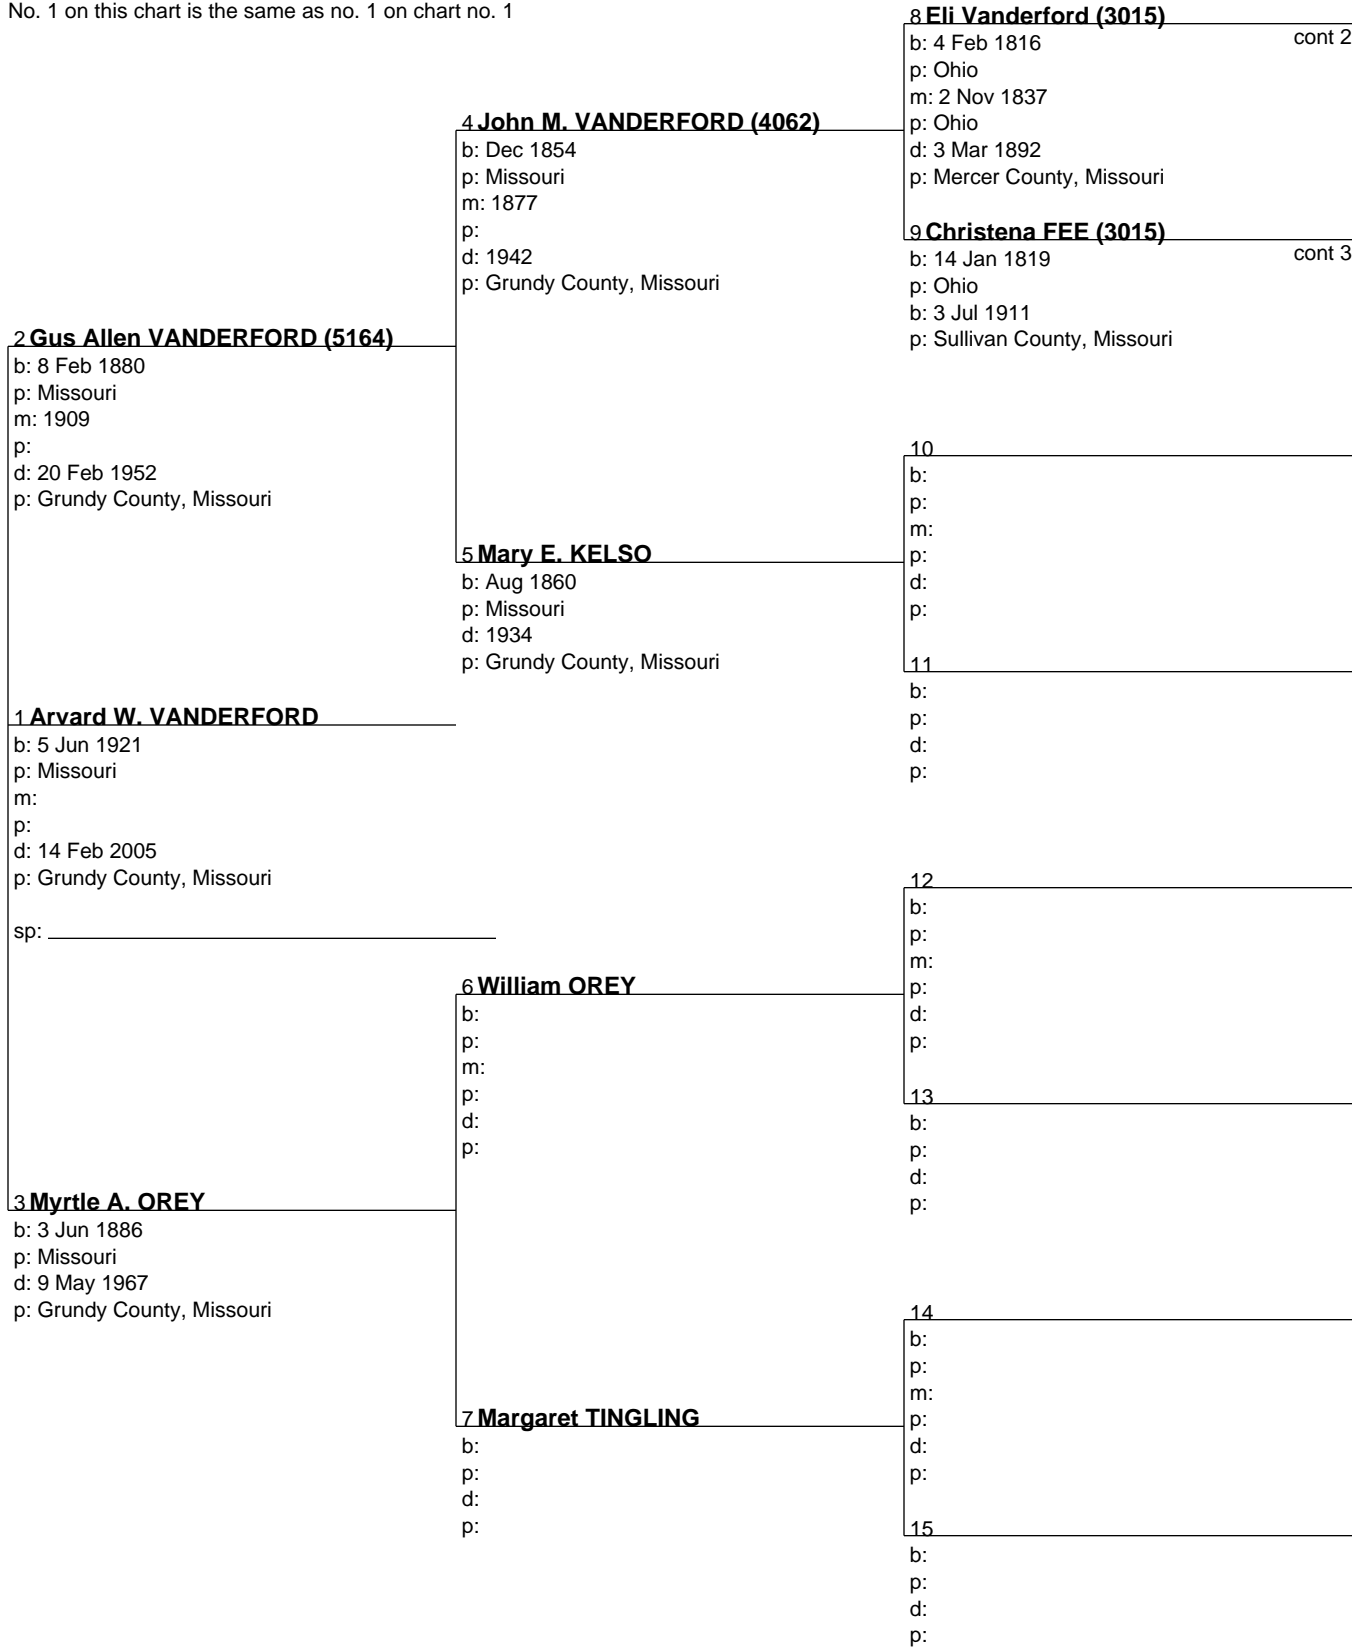 No. 1 on this chart is the same as no. 1 on chart no. 1
8 Eli Vanderford (3015)
cont 2
b: 4 Feb 1816
p: Ohio
m: 2 Nov 1837
p: Ohio
d: 3 Mar 1892
p: Mercer County, Missouri
4 John M. VANDERFORD (4062)
b: Dec 1854
p: Missouri
m: 1877
p:
d: 1942
p: Grundy County, Missouri
9 Christena FEE (3015)
cont 3
b: 14 Jan 1819
p: Ohio
b: 3 Jul 1911
p: Sullivan County, Missouri
2 Gus Allen VANDERFORD (5164)
b: 8 Feb 1880
p: Missouri
m: 1909
p:
d: 20 Feb 1952
p: Grundy County, Missouri
10
b:
p:
m:
p:
d:
p:
5 Mary E. KELSO
b: Aug 1860
p: Missouri
d: 1934
p: Grundy County, Missouri
11
b:
p:
d:
p:
1 Arvard W. VANDERFORD
b: 5 Jun 1921
p: Missouri
m:
p:
d: 14 Feb 2005
p: Grundy County, Missouri
sp:
12
b:
p:
m:
p:
d:
p:
6 William OREY
b:
p:
m:
p:
d:
p:
13
b:
p:
d:
p:
3 Myrtle A. OREY
b: 3 Jun 1886
p: Missouri
d: 9 May 1967
p: Grundy County, Missouri
14
b:
p:
m:
p:
d:
p:
7 Margaret TINGLING
b:
p:
d:
p:
15
b:
p:
d:
p: